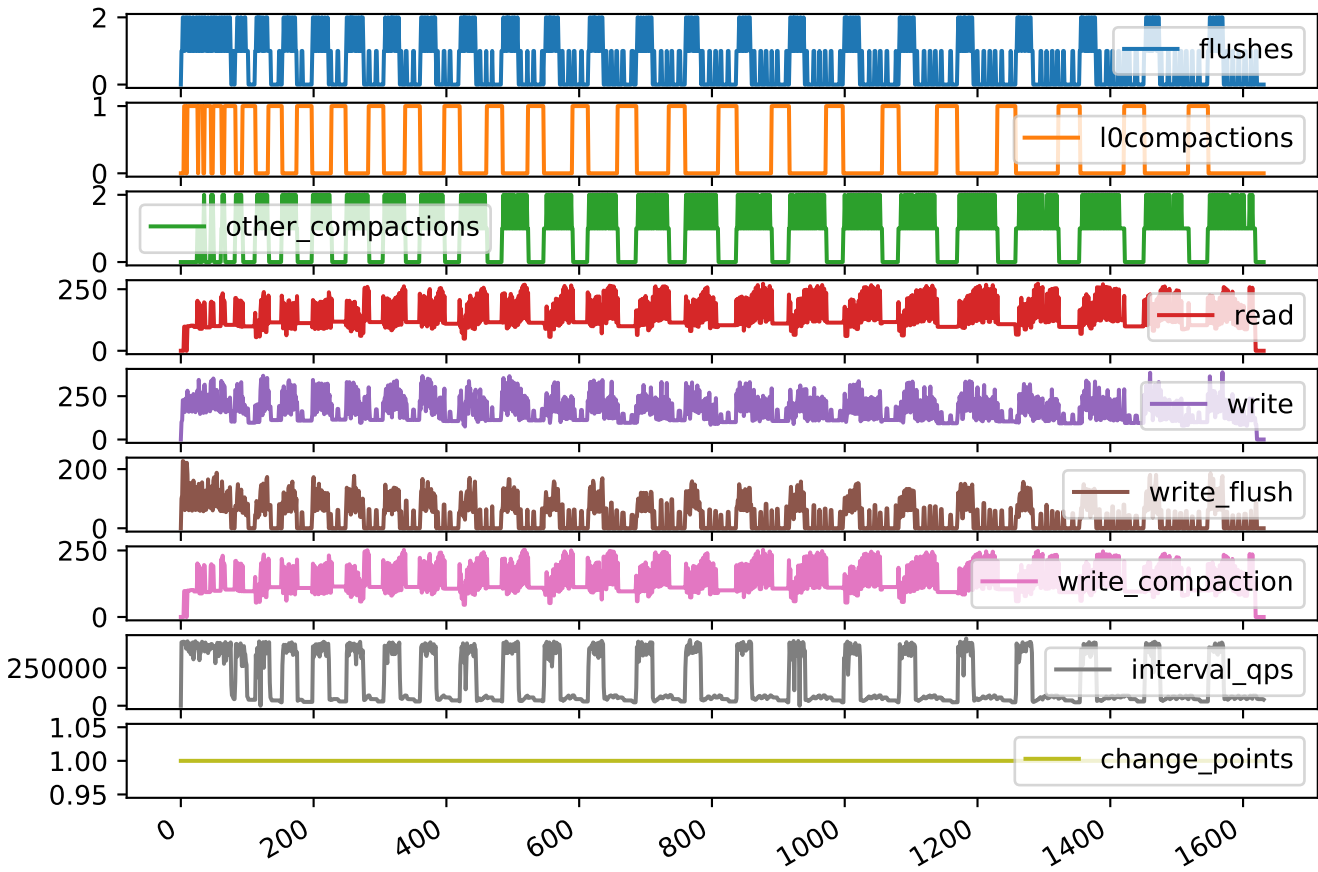 2
flushes
0
1
l0compactions
0
2
other_compactions
0
250
read
0
250
write
0
200
write_flush
0
250
write_compaction
0
250000
interval_qps
0
1.05
1.00
change_points
0.95
0 200 400 600 800 1000 1200 1400 1600